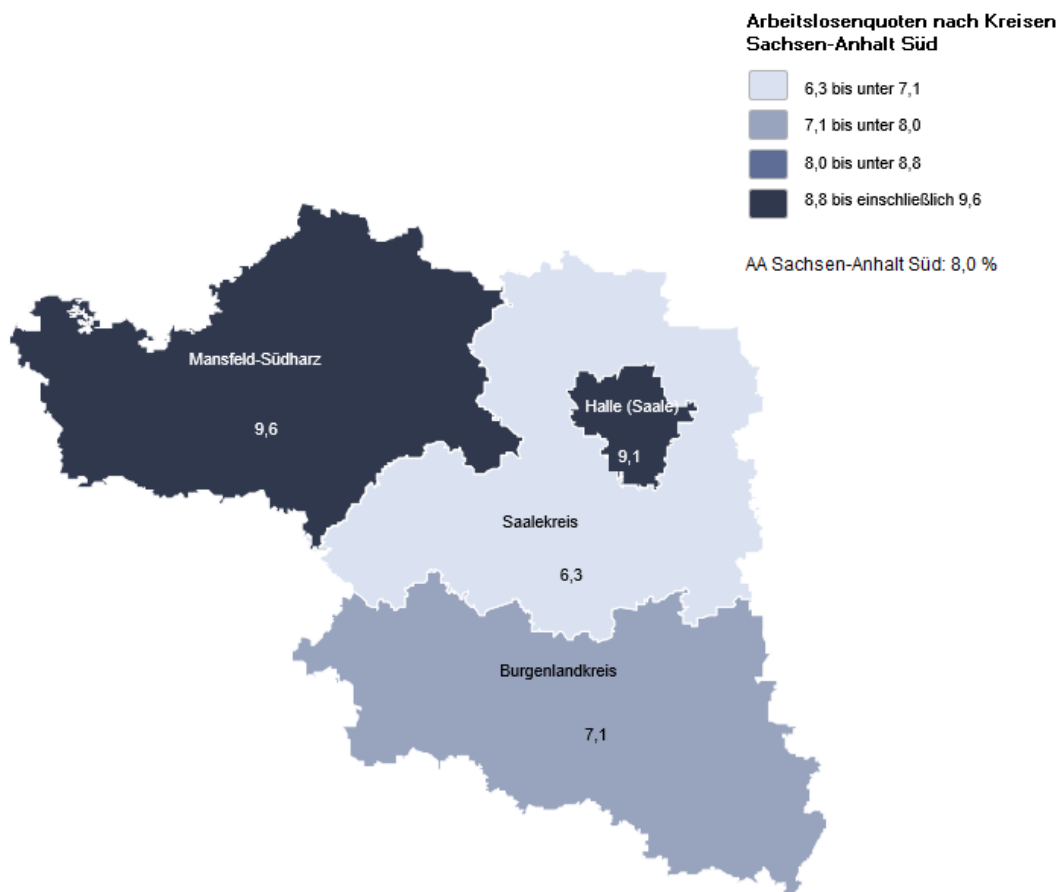 Arbeitslosenquoten nach Kreisen
Sachsen-Anhalt Süd
6,3 bis unter 7,1
7,1 bis unter 8,0
8,0 bis unter 8,8
8,8 bis einschließlich 9,6
AA Sachsen-Anhalt Süd: 8,0 %
Mansfeld-Südharz
9,6
Halle (Saale)
9,1
Saalekreis
6,3
Burgenlandkreis
7,1